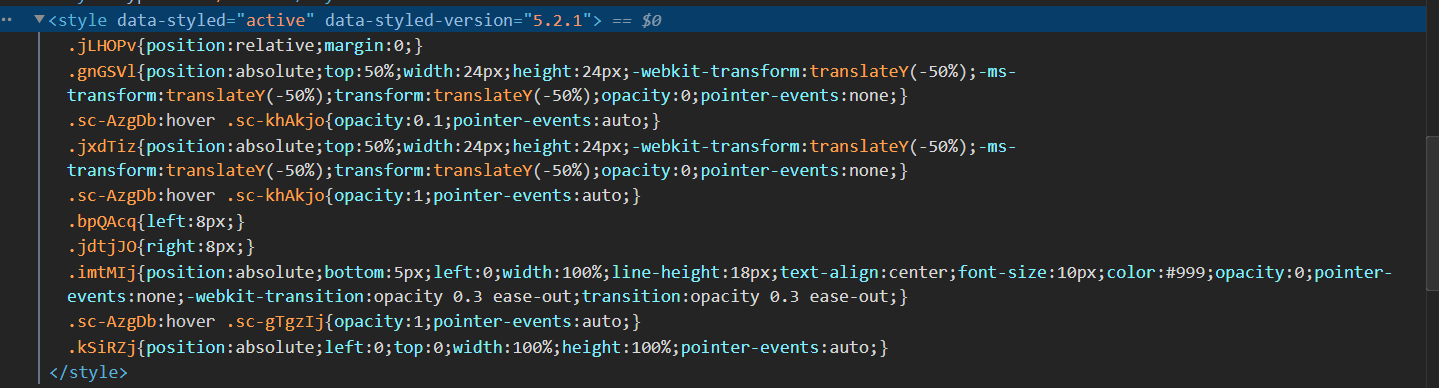 ·· ▼<style data-styled="active" data-styled-version="5.2.1"> == $0
.jLHOPv{position:relative;margin:0;}
.gnGSVl{position:absolute;top:50%;width:24px;height:24px;-webkit-transform:translateY(-50%);-ms-
transform:translateY(-50%);transform:translateY(-50%);opacity:0;pointer-events:none;}
.sc-AzgDb:hover .sc-khAkjo{opacity:0.1;pointer-events:auto;}
.jxdTiz{position:absolute;top:50%;width:24px;height:24px;-webkit-transform:translateY(-50%);-ms-
transform:translateY(-50%);transform:translateY(-50%);opacity:0;pointer-events:none;}
.sc-AzgDb:hover .sc-khAkjo{opacity:1;pointer-events:auto;}
.bpQAcq{left:8px;}
.jdtjJO{right:8px;}
.imtMIj{position:absolute;bottom:5px;left:0;width:100%;line-height:18px;text-align:center;font-size:10px;color:#999;opacity:0;pointer-
events:none;-webkit-transition:opacity 0.3 ease-out;transition:opacity 0.3 ease-out;}
.sc-AzgDb:hover .sc-gTgzIj{opacity:1;pointer-events:auto;}
.kSiRZj{position:absolute;left:0;top:0;width:100%;height:100%;pointer-events:auto;}
</style>